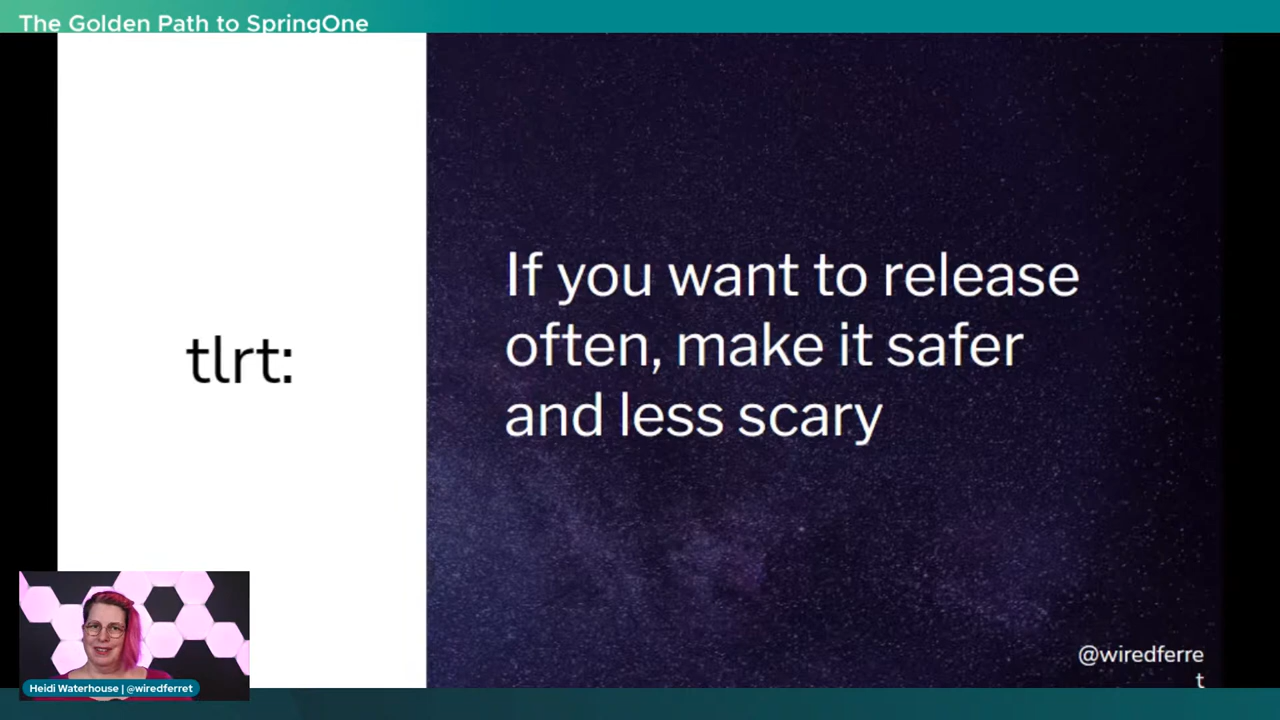 The Golden Path to SpringOne
tlrt:
If you want to release
often, make it safer
and less scary
@wiredferre
t
Heidi Waterhouse | @wiredferret